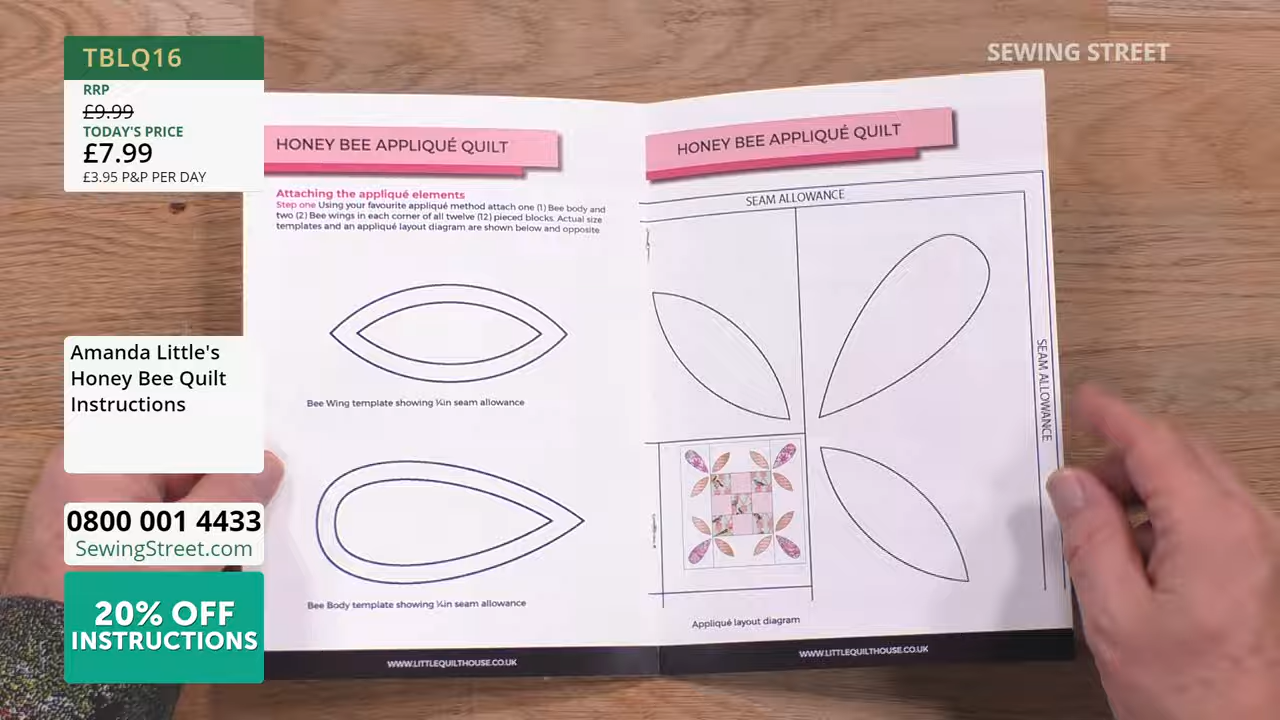 TBLQ16
RRP
£9.99
TODAY'S PRICE
£7.99
£3.95 P&P PER DAY
Amanda Little's
Honey Bee Quilt
Instructions
0800 001 4433
SewingStreet.com
20% OFF
INSTRUCTIONS
SEWING STREET
HONEY BEE APPLIQUÉ QUILT
Attaching the appliqué elements
Step one Using your favourite appliqué method attach one (1) Bee body and
two (2) Bee wings in each corner of all twelve (12) pieced blocks. Actual size
templates and an appliqué layout diagram are shown below and opposite
Bee Wing template showing ¼in seam allowance
Bee Body template showing ¼in seam allowance
WWW.LITTLEQUILTHOUSE.CO.UK
HONEY BEE APPLIQUÉ QUILT
SEAM ALLOWANCE
SEAM ALLOWANCE
Appliqué layout diagram
WWW.LITTLEQUILTHOUSE.CO.UK